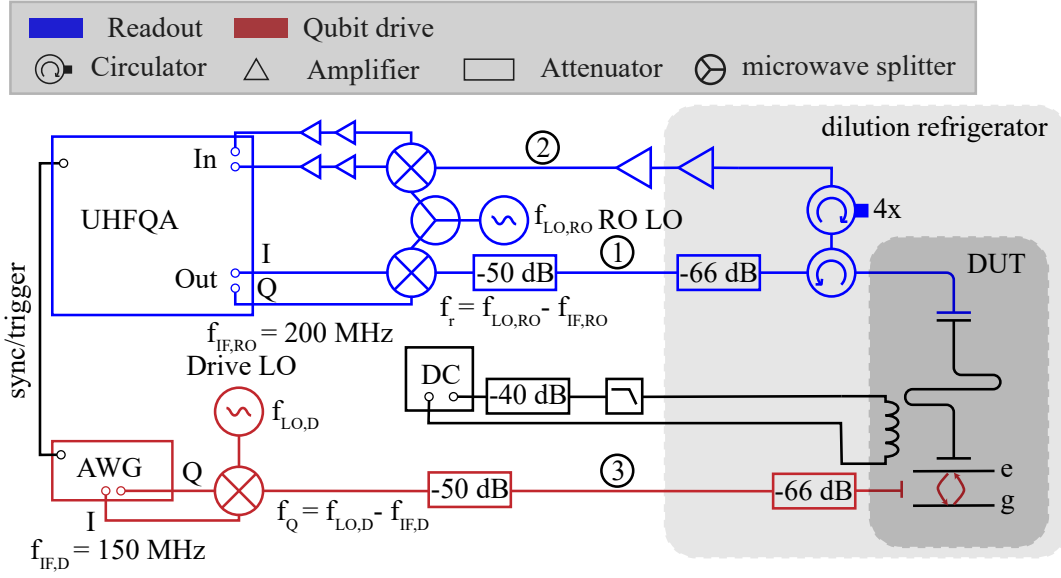 Readout
Qubit drive
Circulator
Amplifier
Attenuator
microwave splitter
dilution refrigerator
2
In
4x
UHFQA
f_LO,RO RO LO
1
I
DUT
Out
-50 dB
-66 dB
Q
f_r = f_LO,RO - f_IF,RO
f_IF,RO = 200 MHz
sync/trigger
Drive LO
DC
-40 dB
f_LO,D
AWG
Q
3
e
-50 dB
-66 dB
g
I
f_Q = f_LO,D - f_IF,D
f_IF,D = 150 MHz